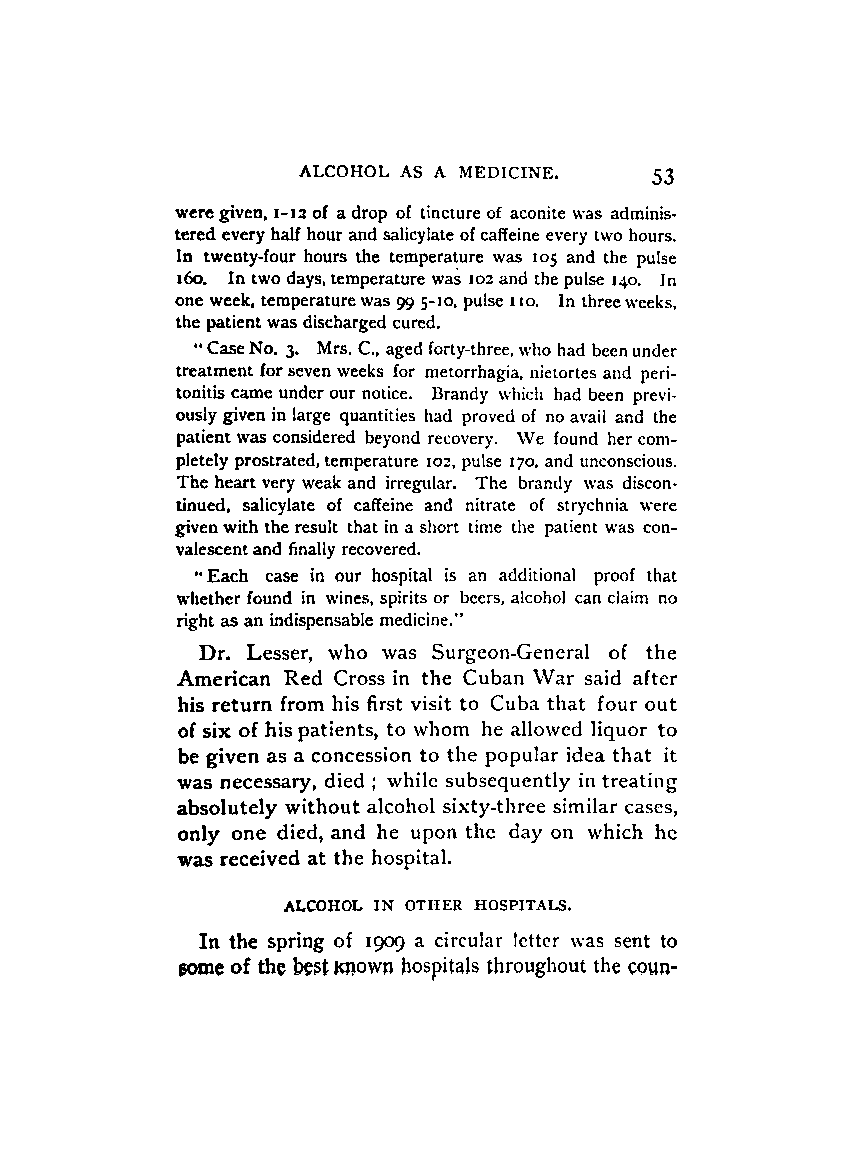 ALCOHOL AS A MEDICINE. 53
were given, 1-12 of a drop of tincture of aconite was adminis-
tered every half hour and salicylate of caffeine every two hours.
In twenty-four hours the temperature was 105 and the pulse
160. In two days, temperature was 102 and the pulse 140. In
one week, temperature was 99 5-10, pulse 110. In three weeks,
the patient was discharged cured.
"Case No. 3. Mrs. C., aged forty-three, who had been under
treatment for seven weeks for metorrhagia, nietortes and peri-
tonitis came under our notice. Brandy which had been previ-
ously given in large quantities had proved of no avail and the
patient was considered beyond recovery. We found her com-
pletely prostrated, temperature 102, pulse 170, and unconscious.
The heart very weak and irregular. The brandy was discon-
tinued, salicylate of caffeine and nitrate of strychnia were
given with the result that in a short time the patient was con-
valescent and finally recovered.
"Each case in our hospital is an additional proof that
whether found in wines, spirits or beers, alcohol can claim no
right as an indispensable medicine."
Dr. Lesser, who was Surgeon-General of the
American Red Cross in the Cuban War said after
his return from his first visit to Cuba that four out
of six of his patients, to whom he allowed liquor to
be given as a concession to the popular idea that it
was necessary, died ; while subsequently in treating
absolutely without alcohol sixty-three similar cases,
only one died, and he upon the day on which he
was received at the hospital.
ALCOHOL IN OTHER HOSPITALS.
In the spring of 1909 a circular letter was sent to
some of the best known hospitals throughout the coun-